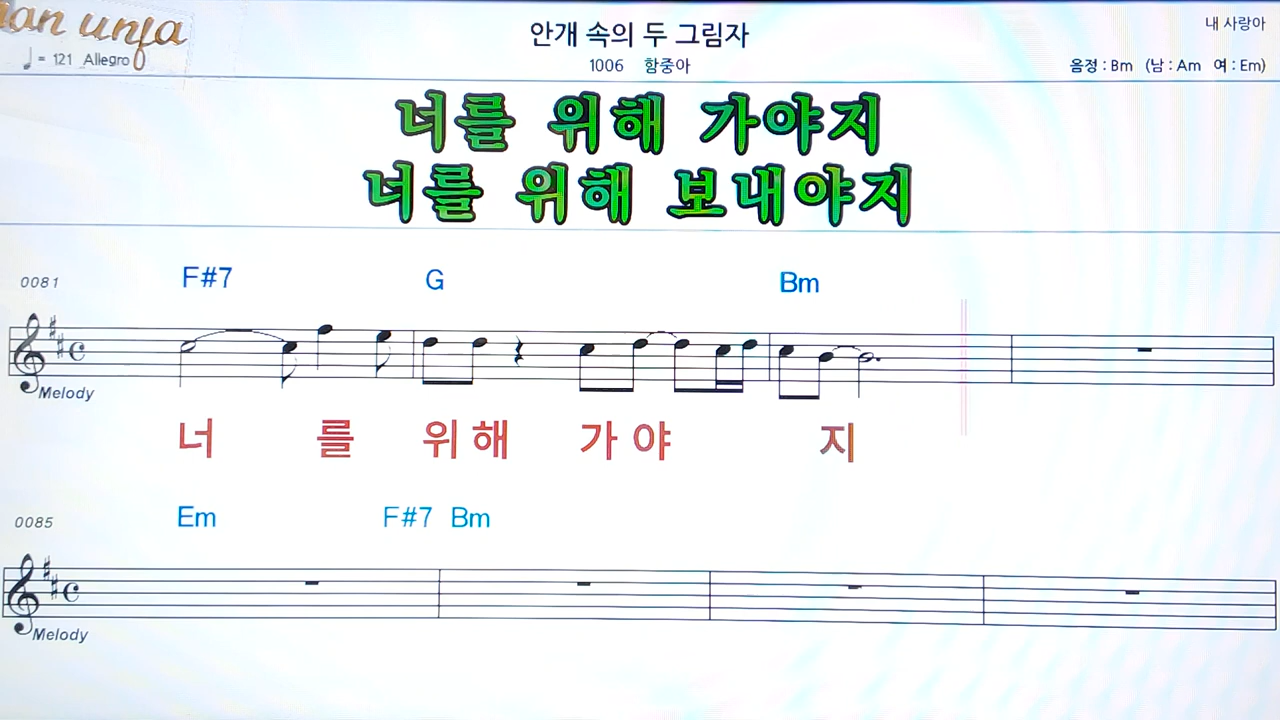 an unja
♩ = 121 Allegro
안개 속의 두 그림자
1006 함중아
내 사랑아
음정 : Bm (남 : Am 여 : Em)
너를 위해 가야지
너를 위해 보내야지
0081 F#7 G Bm
Melody
너 를 위 해 가 야 지
0085 Em F#7 Bm
Melody